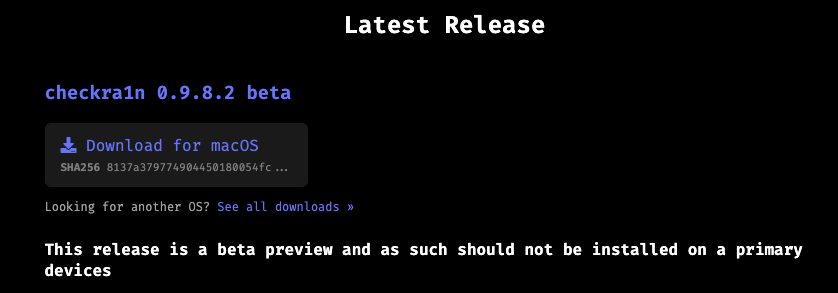 Latest Release
checkra1n 0.9.8.2 beta
Download for macOS
SHA256 8137a379774904450180054fc...
Looking for another OS? See all downloads »
This release is a beta preview and as such should not be installed on a primary
devices